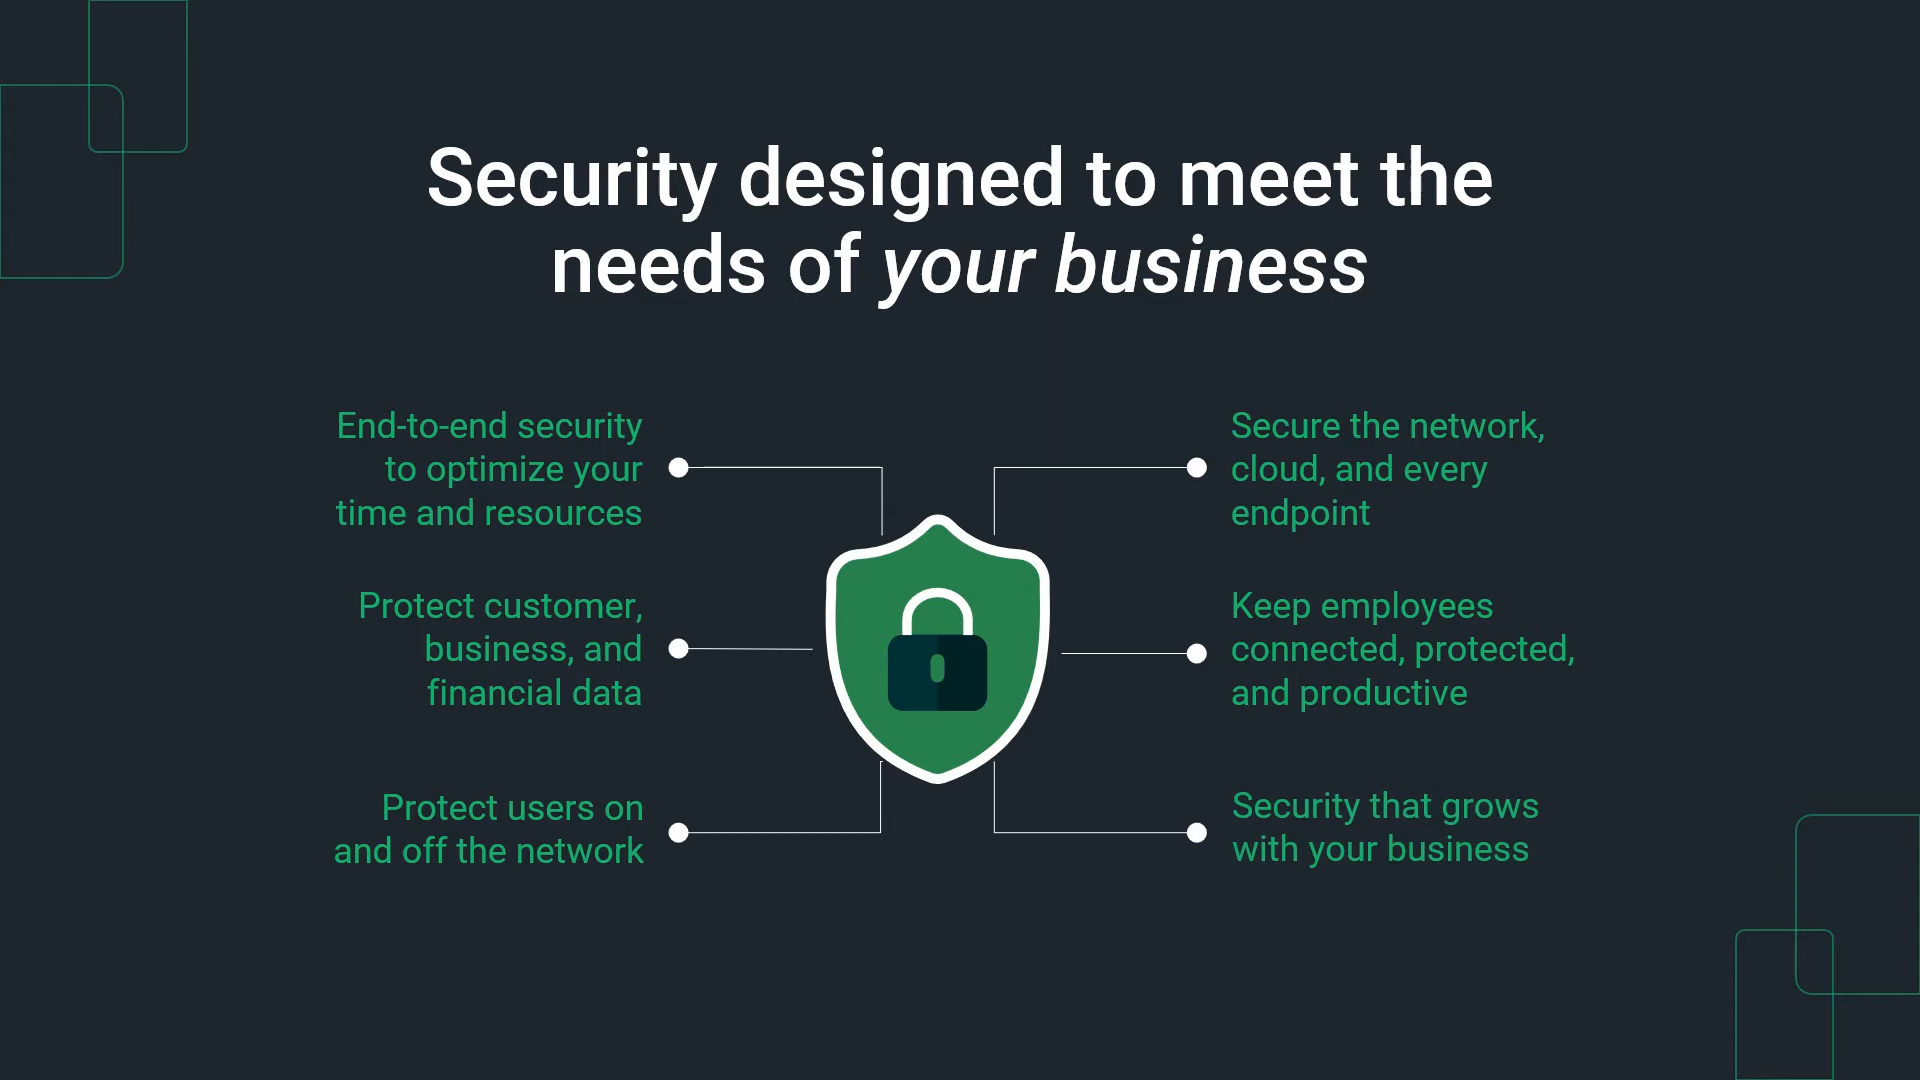 Security designed to meet the
needs of your business
End-to-end security
to optimize your
time and resources
Protect customer,
business, and
financial data
Protect users on
and off the network
Secure the network,
cloud, and every
endpoint
Keep employees
connected, protected,
and productive
Security that grows
with your business